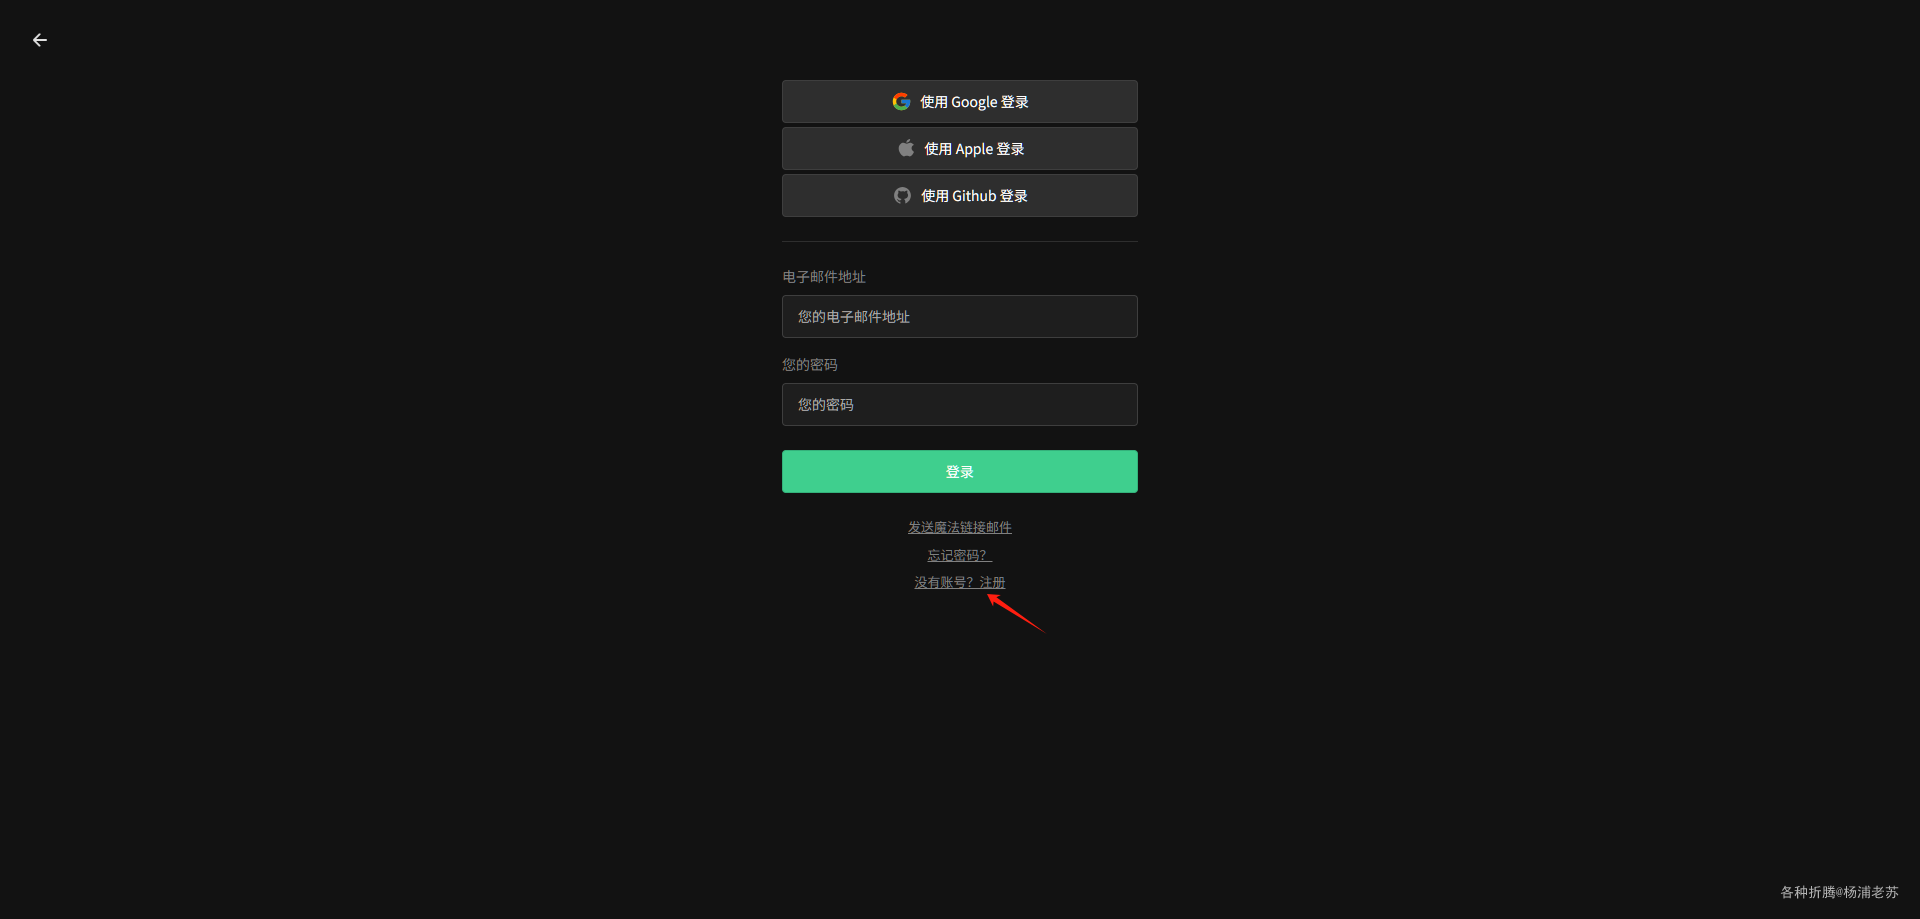 使用 Google 登录
使用 Apple 登录
使用 Github 登录
电子邮件地址
您的电子邮件地址
您的密码
您的密码
登录
发送魔法链接邮件
忘记密码？
没有账号？注册
各种折腾@杨浦老苏